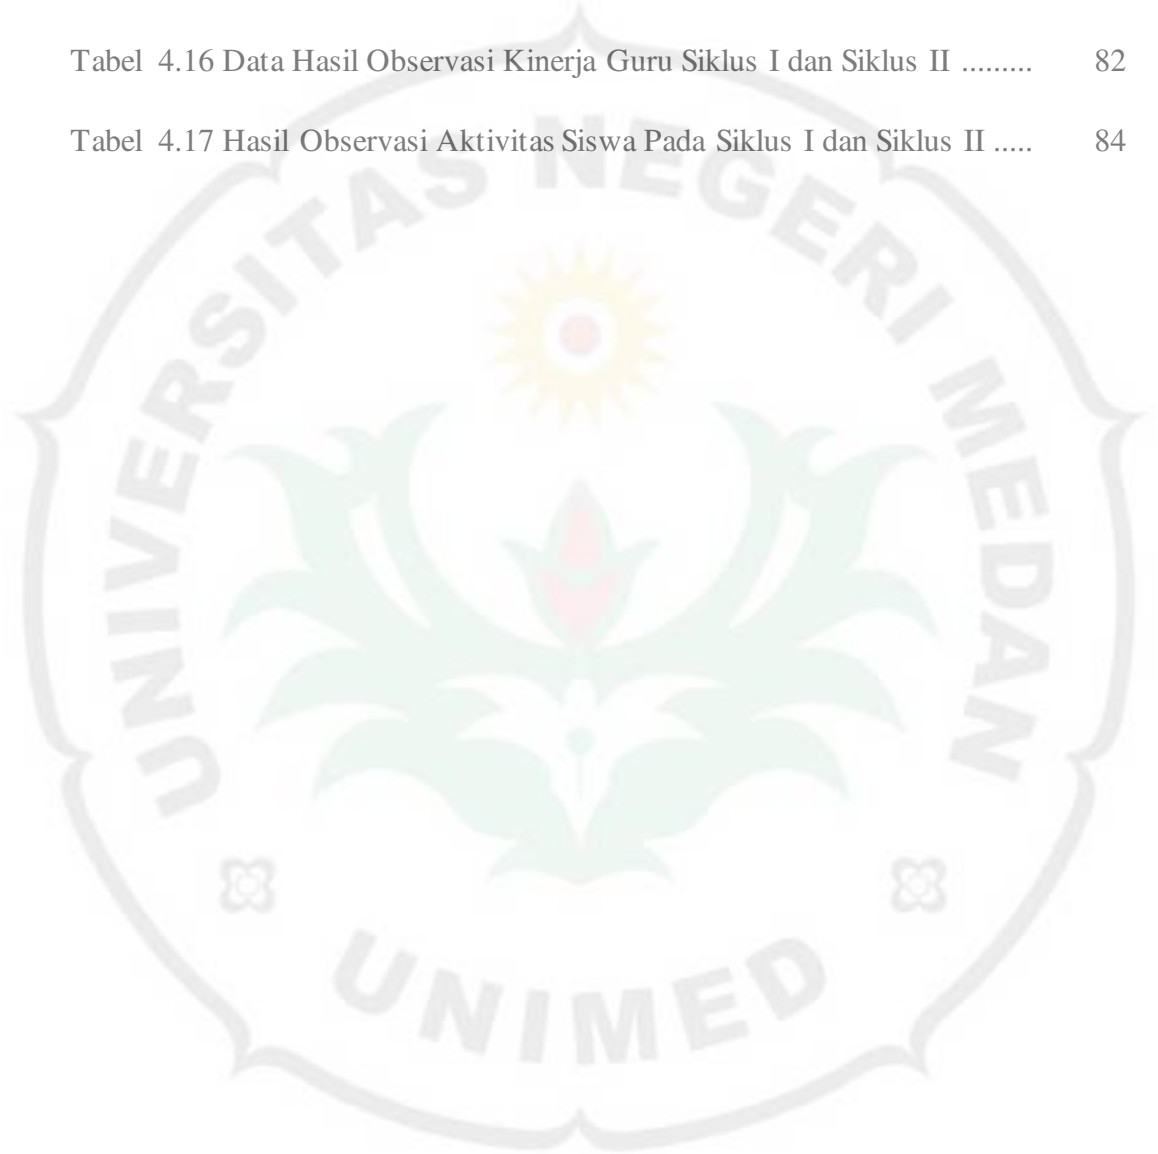 Tabel 4.16 Data Hasil Observasi Kinerja Guru Siklus I dan Siklus II ......... 82
Tabel 4.17 Hasil Observasi Aktivitas Siswa Pada Siklus I dan Siklus II ..... 84
UNIVERSITAS NEGERI MEDAN
UNIMED